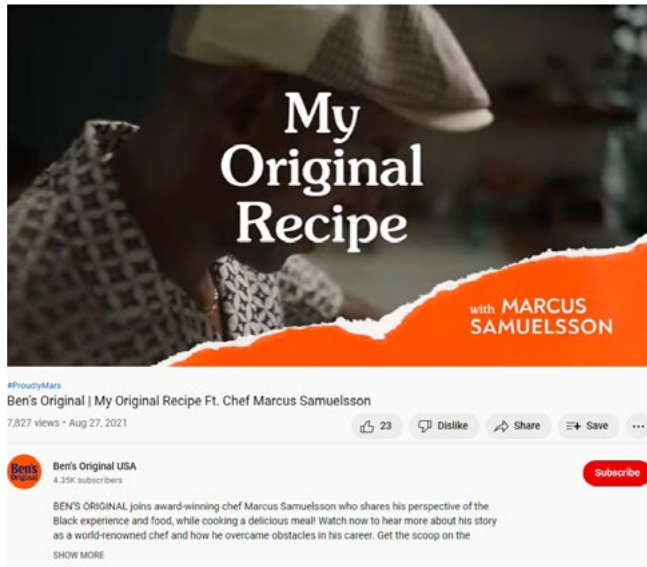 My
Original
Recipe
with MARCUS
SAMUELSSON
#ProudlyMars
Ben's Original | My Original Recipe Ft. Chef Marcus Samuelsson
7,827 views • Aug 27, 2021
23 Dislike Share Save ...
Ben's
Original
Ben's Original USA
4.35K subscribers
Subscribe
BEN'S ORIGINAL joins award-winning chef Marcus Samuelsson who shares his perspective of the
Black experience and food, while cooking a delicious meal! Watch now to hear more about his story
as a world-renowned chef and how he overcame obstacles in his career. Get the scoop on the
SHOW MORE